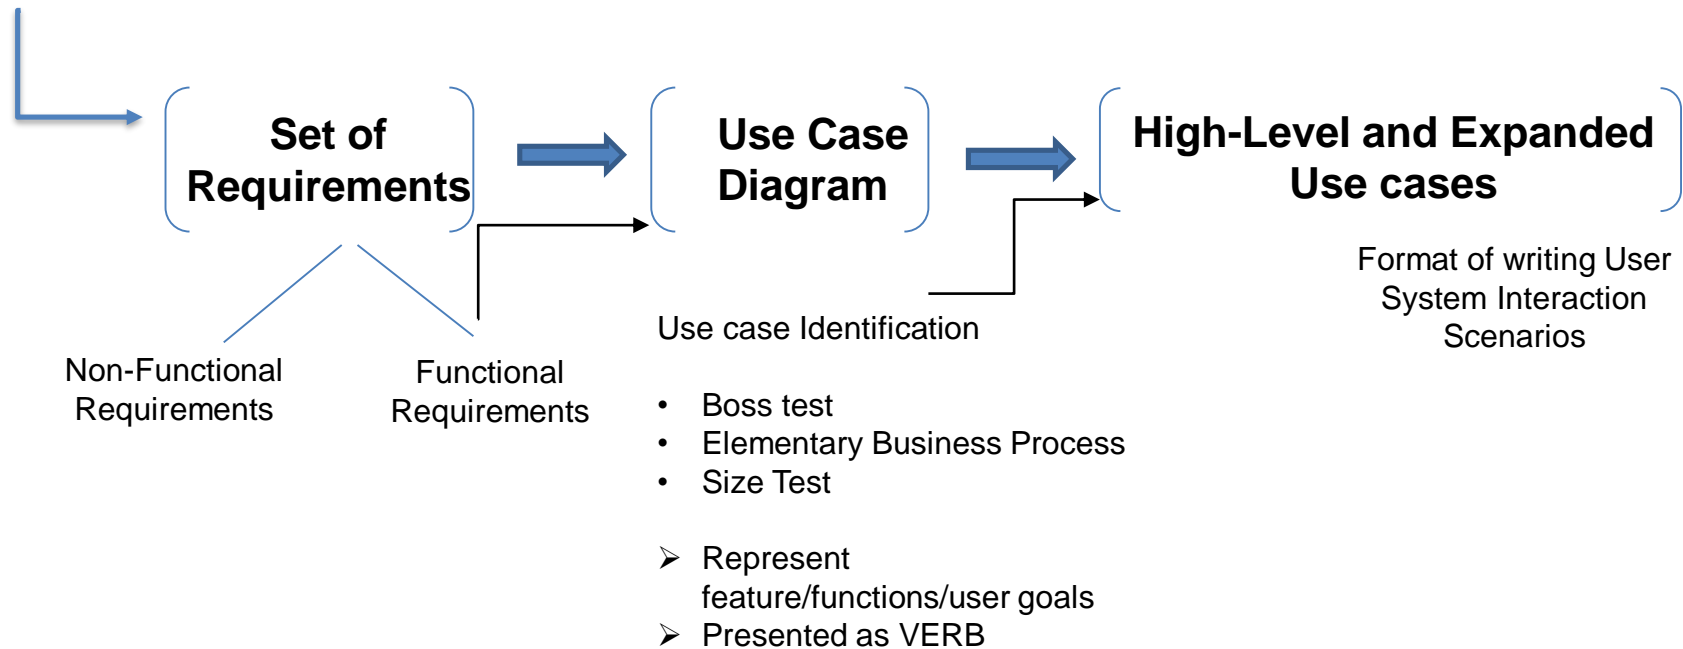 Set of
Requirements
Use Case
Diagram
High-Level and Expanded
Use cases
Format of writing User
System Interaction
Scenarios
Non-Functional
Requirements
Functional
Requirements
Use case Identification
• Boss test
• Elementary Business Process
• Size Test
➢ Represent
feature/functions/user goals
➢ Presented as VERB